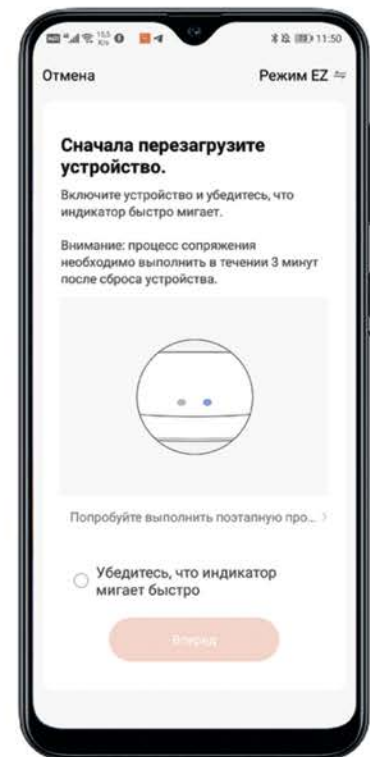 11:50
Отмена
Режим EZ
Сначала перезагрузите
устройство.
Включите устройство и убедитесь, что
индикатор быстро мигает.
Внимание: процесс сопряжения
необходимо выполнить в течении 3 минут
после сброса устройства.
Попробуйте выполнить поэтапную про...
Убедитесь, что индикатор
мигает быстро
Вперед